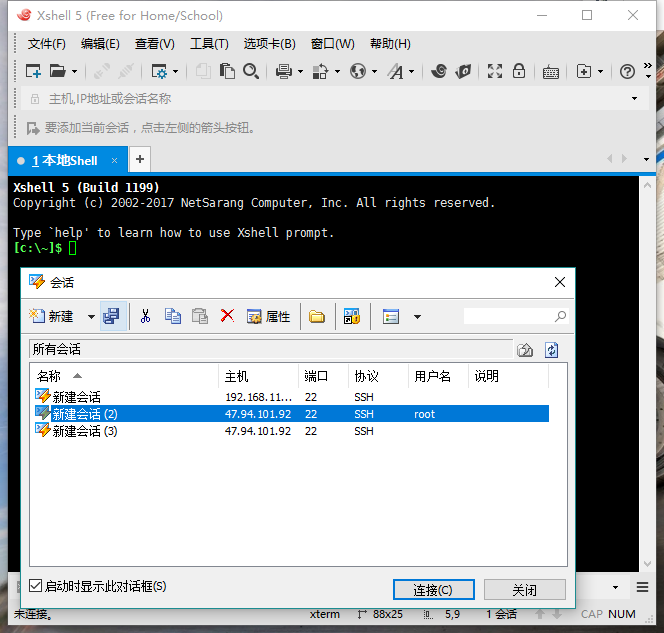 Xshell 5 (Free for Home/School)
文件(F) 编辑(E) 查看(V) 工具(T) 选项卡(B) 窗口(W) 帮助(H)
主机,IP地址或会话名称
要添加当前会话，点击左侧的箭头按钮。
1 本地Shell × +
Xshell 5 (Build 1199)
Copyright (c) 2002-2017 NetSarang Computer, Inc. All rights reserved.
Type `help' to learn how to use Xshell prompt.
[c:\~]$
会话
新建 属性
所有会话
名称 主机 端口 协议 用户名 说明
新建会话 192.168.11... 22 SSH
新建会话 (2) 47.94.101.92 22 SSH root
新建会话 (3) 47.94.101.92 22 SSH
启动时显示此对话框(S) 连接(C) 关闭
未连接。 xterm 88x25 5,9 1 会话 CAP NUM